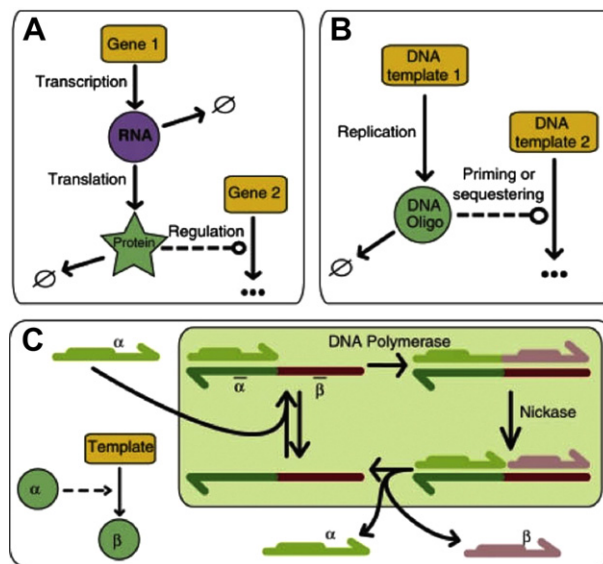 A
Gene 1
Transcription
RNA
∅
Translation
Gene 2
Protein
Regulation
∅
...
B
DNA
template 1
Replication
DNA
template 2
Priming or
sequestering
DNA
Oligo
∅
...
C
α
DNA Polymerase
α̅
β̅
Nickase
Template
α
β
α
β